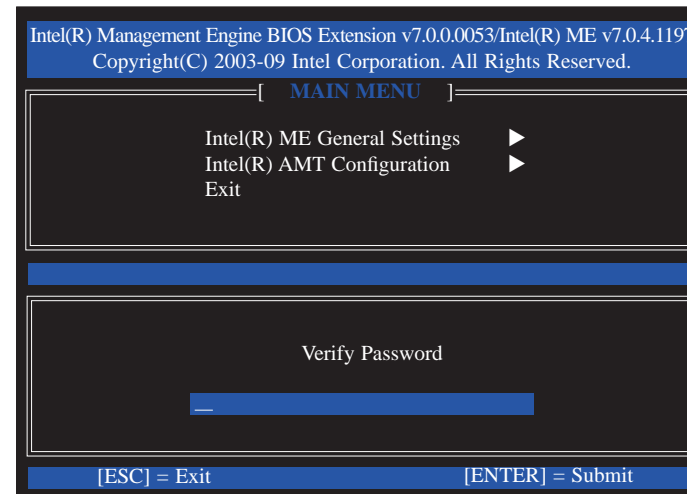 Intel(R) Management Engine BIOS Extension v7.0.0.0053/Intel(R) ME v7.0.4.1197
Copyright(C) 2003-09 Intel Corporation. All Rights Reserved.
[ MAIN MENU ]
Intel(R) ME General Settings
Intel(R) AMT Configuration
Exit
Verify Password
[ESC] = Exit [ENTER] = Submit